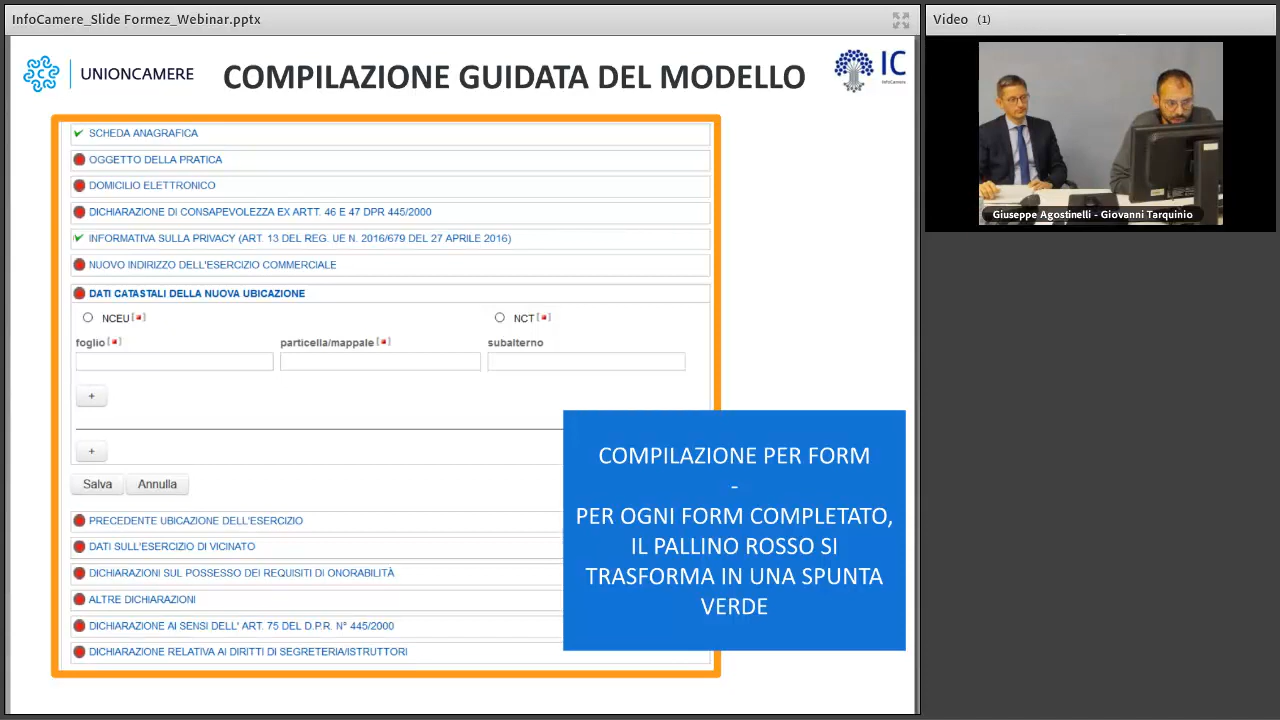 InfoCamere_Slide Formez_Webinar.pptx
Video (1)
UNIONCAMERE
COMPILAZIONE GUIDATA DEL MODELLO
IC
InfoCamere
SCHEDA ANAGRAFICA
OGGETTO DELLA PRATICA
DOMICILIO ELETTRONICO
DICHIARAZIONE DI CONSAPEVOLEZZA EX ARTT. 46 E 47 DPR 445/2000
INFORMATIVA SULLA PRIVACY (ART. 13 DEL REG. UE N. 2016/679 DEL 27 APRILE 2016)
NUOVO INDIRIZZO DELL'ESERCIZIO COMMERCIALE
DATI CATASTALI DELLA NUOVA UBICAZIONE
NCEU NCT
foglio particella/mappale subalterno
+
+
Salva Annulla
PRECEDENTE UBICAZIONE DELL'ESERCIZIO
DATI SULL'ESERCIZIO DI VICINATO
DICHIARAZIONI SUL POSSESSO DEI REQUISITI DI ONORABILITÀ
ALTRE DICHIARAZIONI
DICHIARAZIONE AI SENSI DELL' ART. 75 DEL D.P.R. N° 445/2000
DICHIARAZIONE RELATIVA AI DIRITTI DI SEGRETERIA/ISTRUTTORI
COMPILAZIONE PER FORM
-
PER OGNI FORM COMPLETATO,
IL PALLINO ROSSO SI
TRASFORMA IN UNA SPUNTA
VERDE
Giuseppe Agostinelli - Giovanni Tarquinio